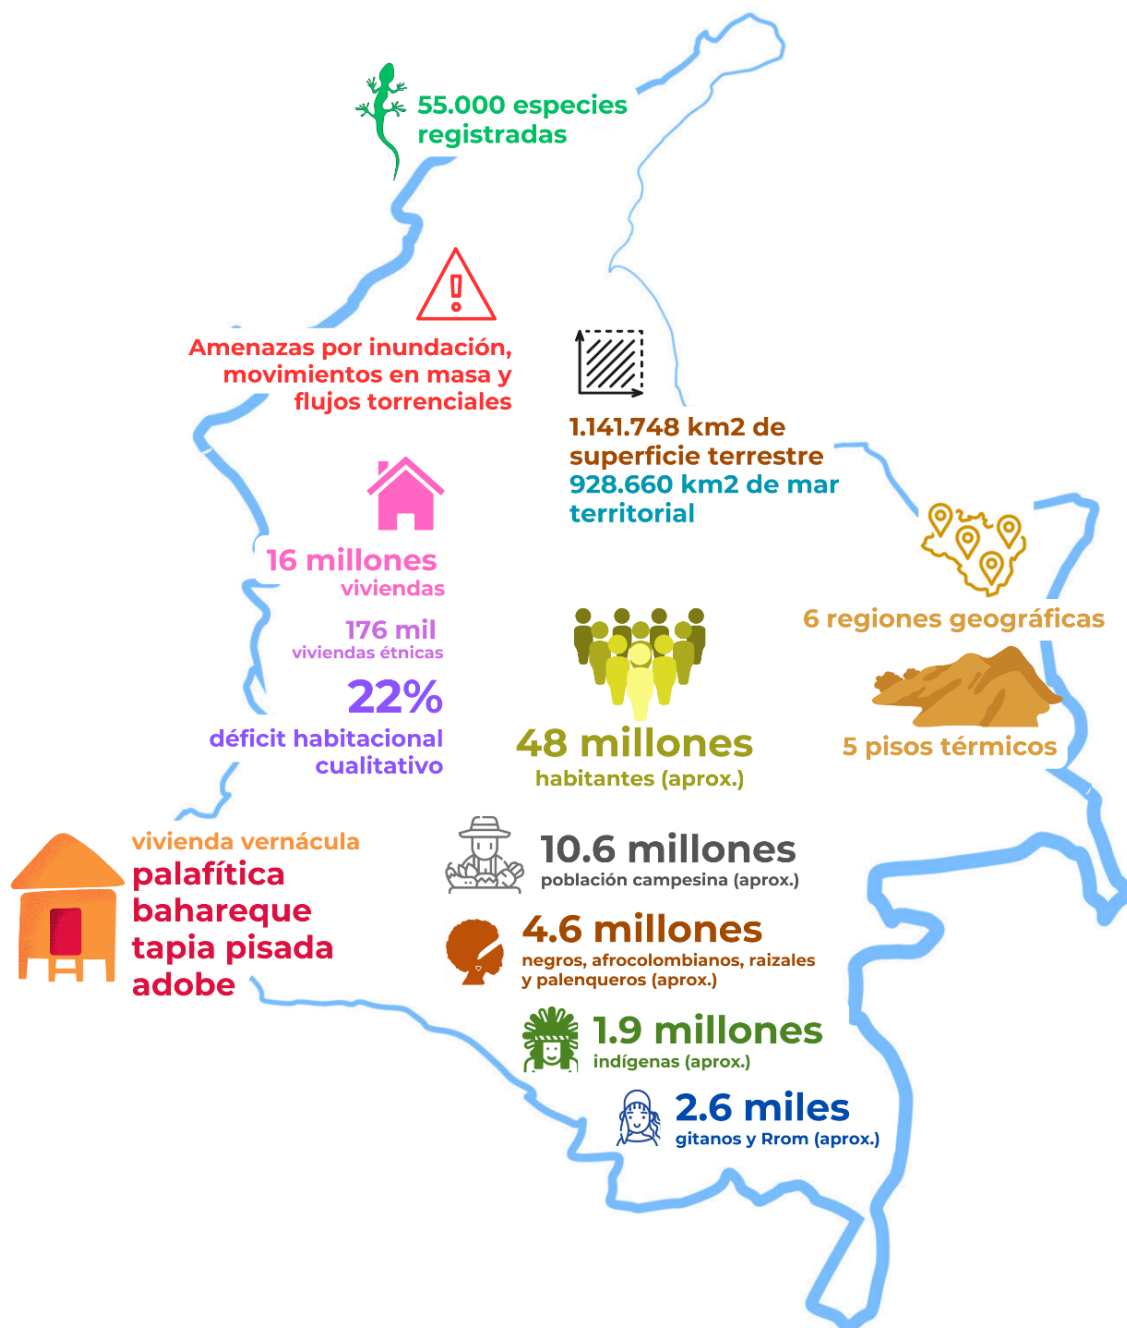 55.000 especies
registradas
Amenazas por inundación,
movimientos en masa y
flujos torrenciales
1.141.748 km2 de
superficie terrestre
928.660 km2 de mar
territorial
16 millones
viviendas
176 mil
viviendas étnicas
22%
déficit habitacional
cualitativo
6 regiones geográficas
5 pisos térmicos
48 millones
habitantes (aprox.)
vivienda vernácula
palafítica
bahareque
tapia pisada
adobe
10.6 millones
población campesina (aprox.)
4.6 millones
negros, afrocolombianos, raizales
y palenqueros (aprox.)
1.9 millones
indígenas (aprox.)
2.6 miles
gitanos y Rrom (aprox.)